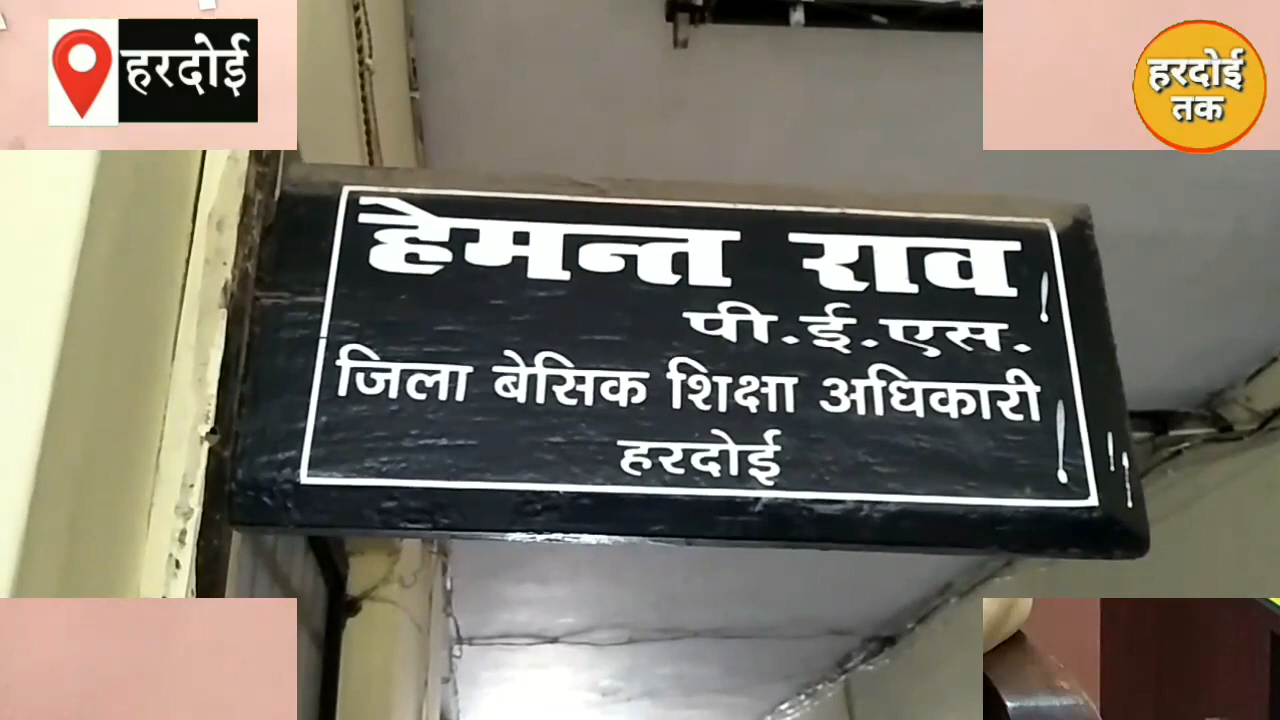 हरदोई
हरदोई
तक
हेमन्त राव
पी.ई.एस.
जिला बेसिक शिक्षा अधिकारी
हरदोई